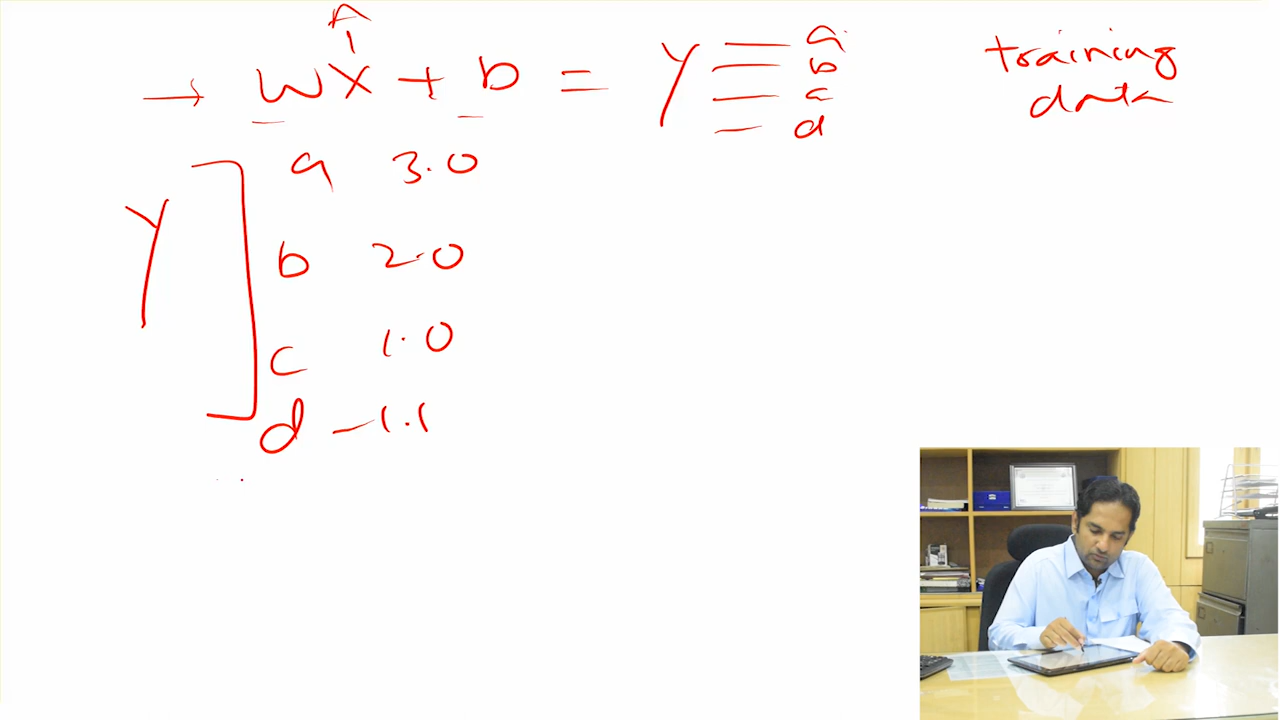 A
→ WX + b = Y a
b
c
d
training
data
Y
a 3.0
b 2.0
c 1.0
d -1.1